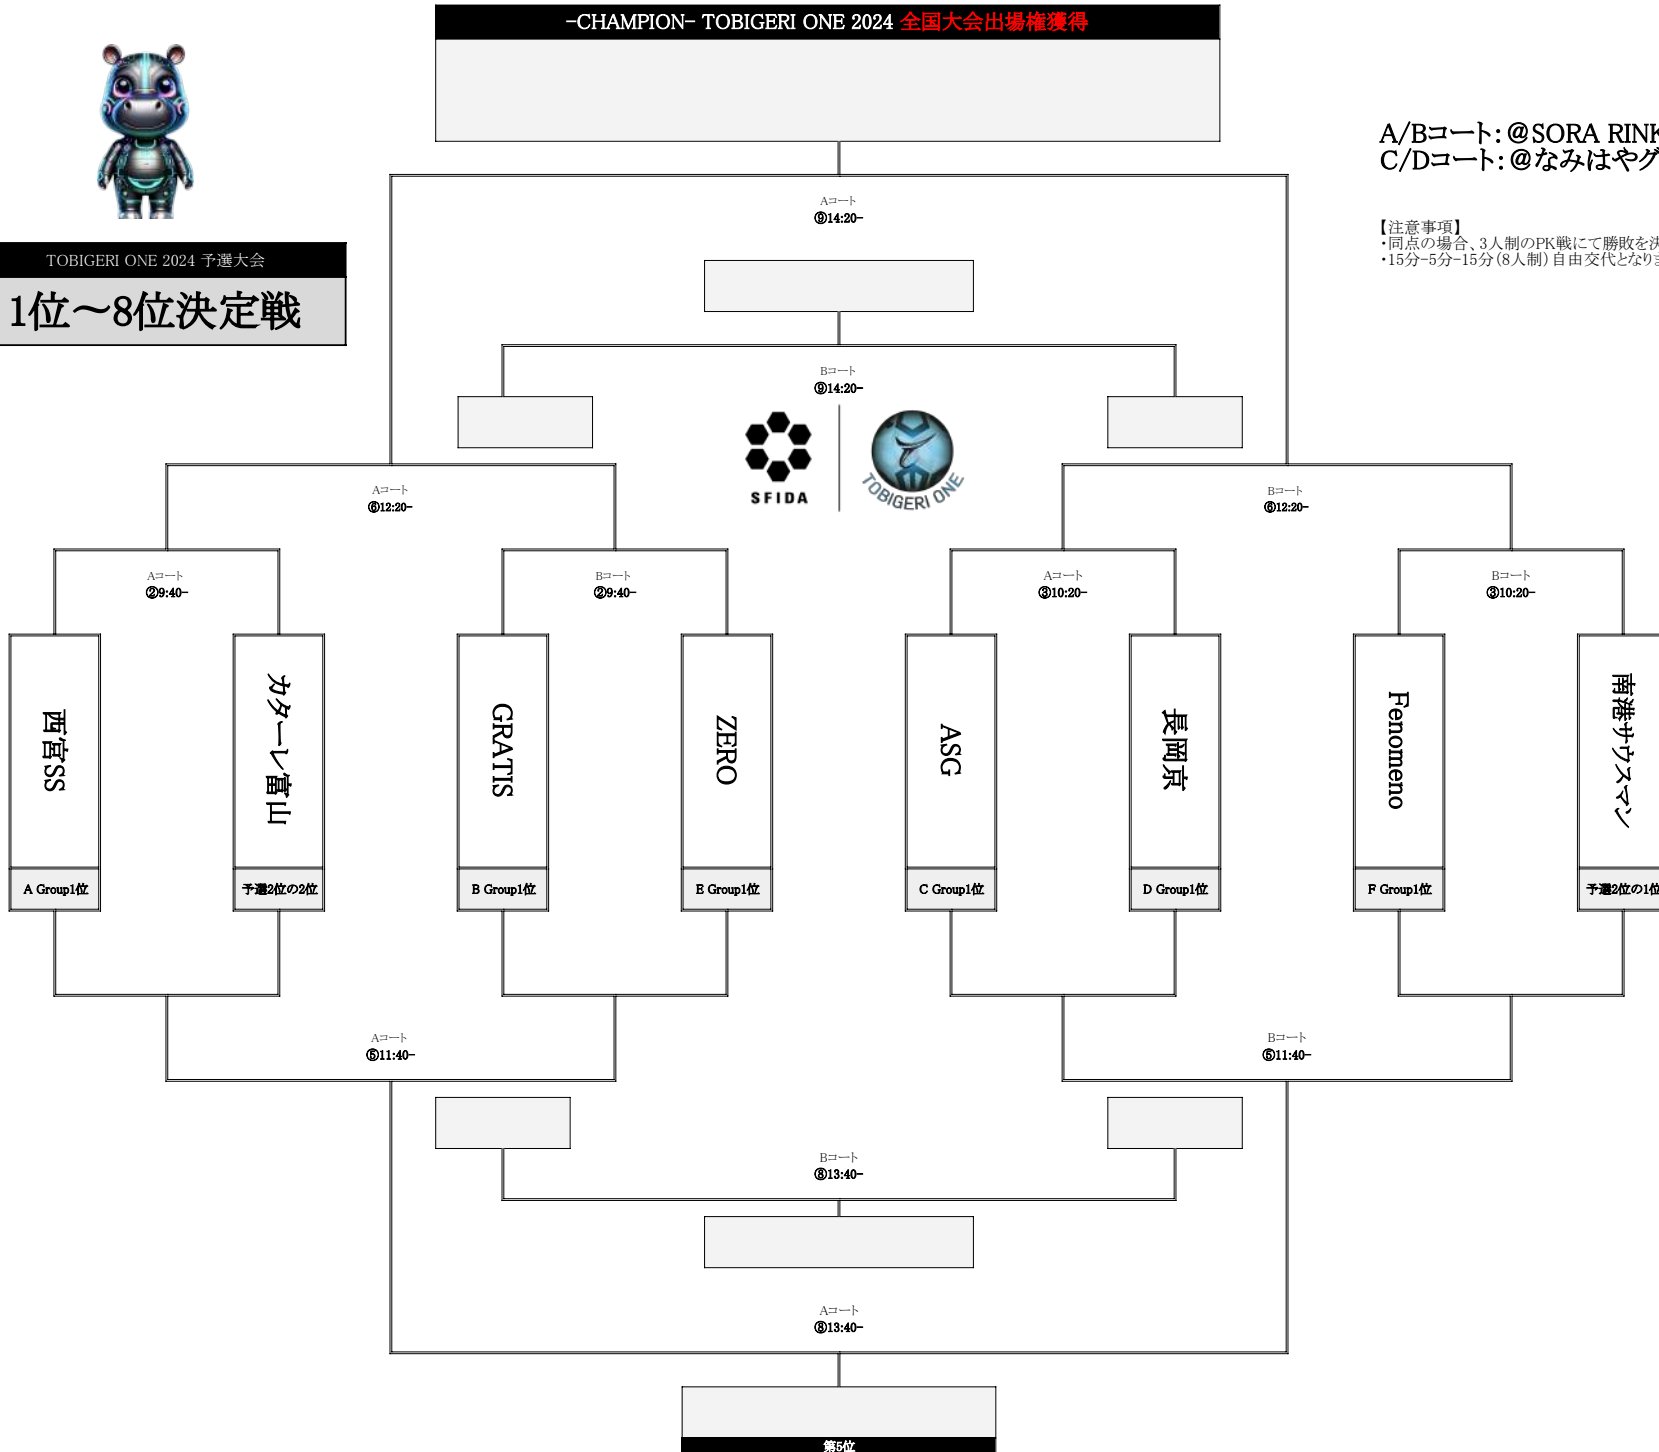 -CHAMPION- TOBIGERI ONE 2024 全国大会出場権獲得
A/Bコート：@SORA RINK
C/Dコート：@なみはやグ
Aコート
⑨14:20-
【注意事項】
・同点の場合、3人制のPK戦にて勝敗を決
・15分-5分-15分（8人制）自由交代となりま
TOBIGERI ONE 2024 予選大会
1位～8位決定戦
Bコート
⑨14:20-
SFIDA
TOBIGERI ONE
Aコート
⑥12:20-
Bコート
⑥12:20-
Aコート
②9:40-
Bコート
②9:40-
Aコート
③10:20-
Bコート
③10:20-
西宮SS
カターレ富山
GRATIS
ZERO
ASG
長岡京
Fenomeno
南港サウスマン
A Group1位
予選2位の2位
B Group1位
E Group1位
C Group1位
D Group1位
F Group1位
予選2位の1位
Aコート
⑤11:40-
Bコート
⑤11:40-
Bコート
⑧13:40-
Aコート
⑧13:40-
第5位